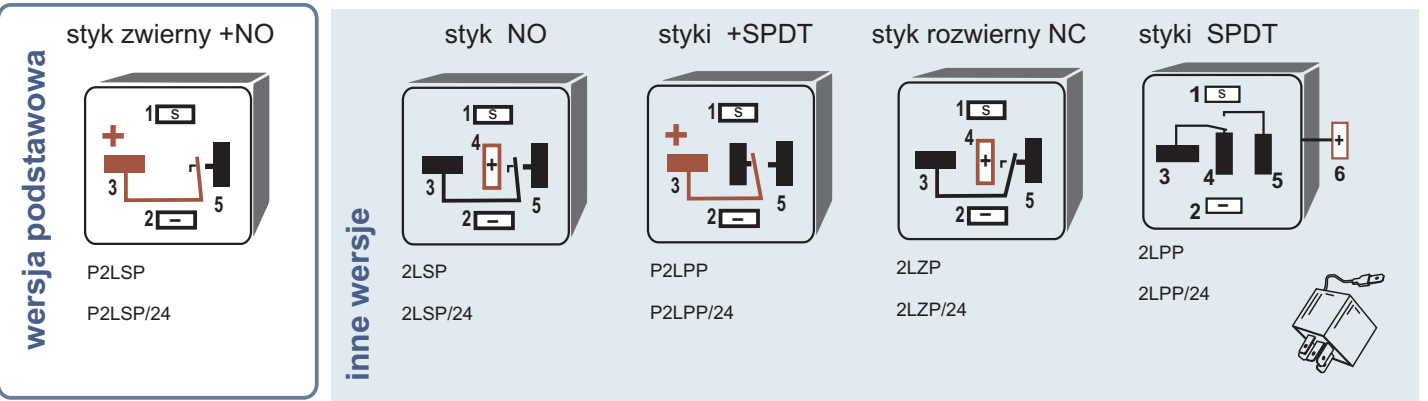 wersja podstawowa
styk zwierny +NO
1 S
+
3
5
2 −
P2LSP
P2LSP/24
inne wersje
styk NO
1 S
4
+
3
5
2 −
2LSP
2LSP/24
styki +SPDT
1 S
+
3
5
2 −
P2LPP
P2LPP/24
styk rozwierny NC
1 S
4
+
3
5
2 −
2LZP
2LZP/24
styki SPDT
1 S
+
3 4 5 6
2 −
2LPP
2LPP/24